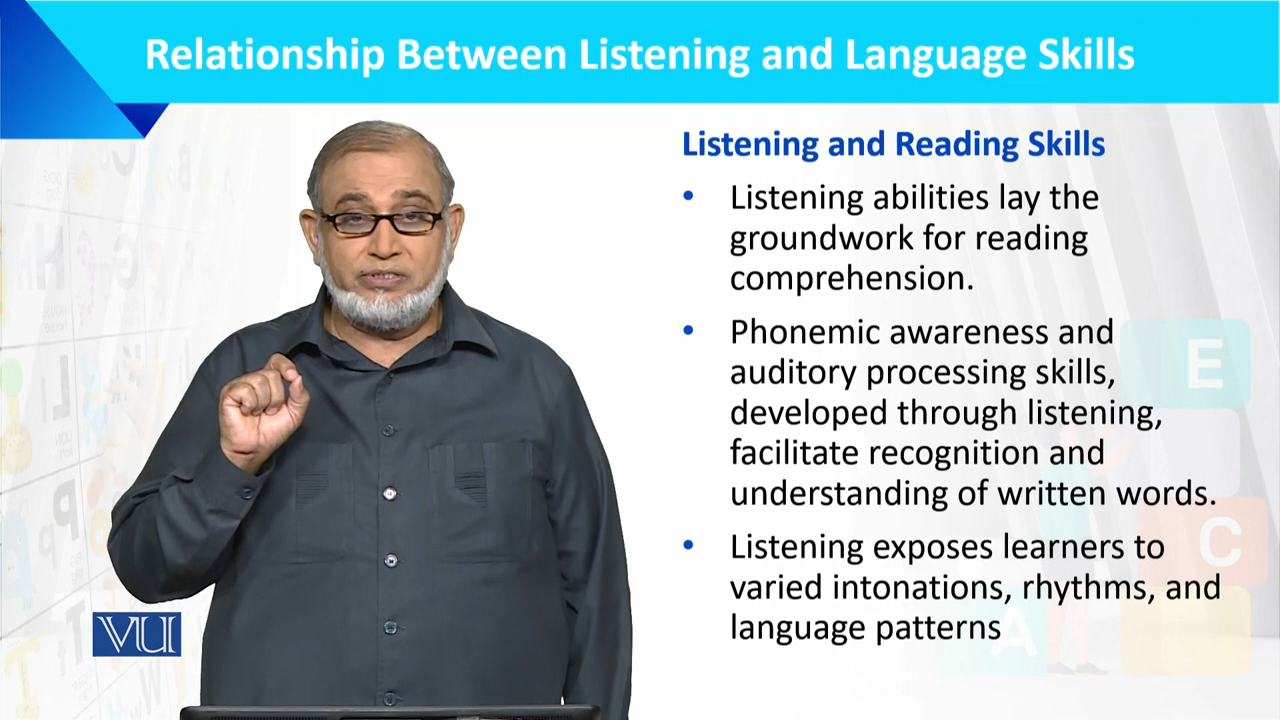 Relationship Between Listening and Language Skills
Listening and Reading Skills
• Listening abilities lay the
groundwork for reading
comprehension.
• Phonemic awareness and
auditory processing skills,
developed through listening,
facilitate recognition and
understanding of written words.
• Listening exposes learners to
varied intonations, rhythms, and
language patterns
VU
E
C
A